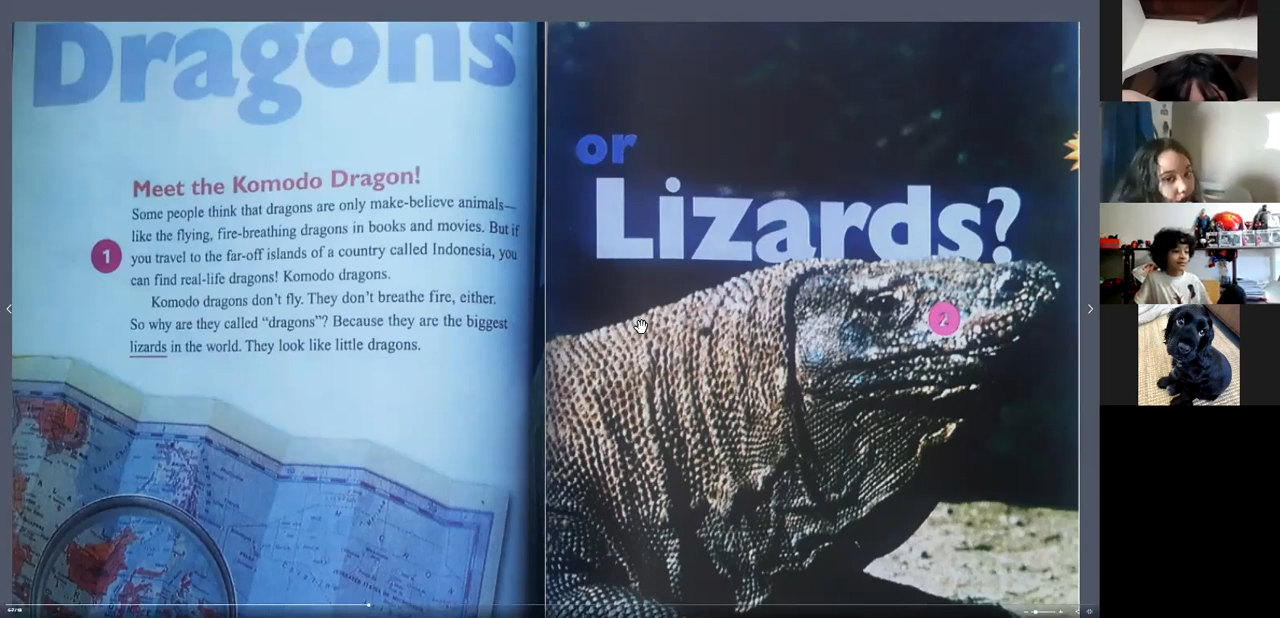 Dragons
Meet the Komodo Dragon!
Some people think that dragons are only make-believe animals—
like the flying, fire-breathing dragons in books and movies. But if
you travel to the far-off islands of a country called Indonesia, you
can find real-life dragons! Komodo dragons.
Komodo dragons don't fly. They don't breathe fire, either.
So why are they called "dragons"? Because they are the biggest
lizards in the world. They look like little dragons.
1
or
Lizards?
2